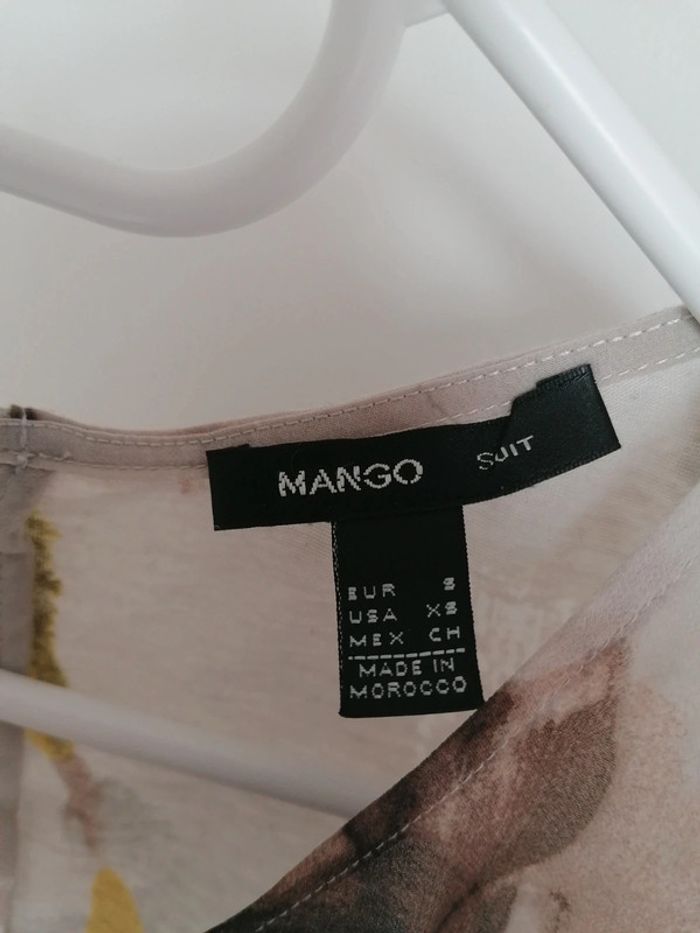 MANGO SUIT
EUR S
USA XS
MEX CH
MADE IN
MOROCCO